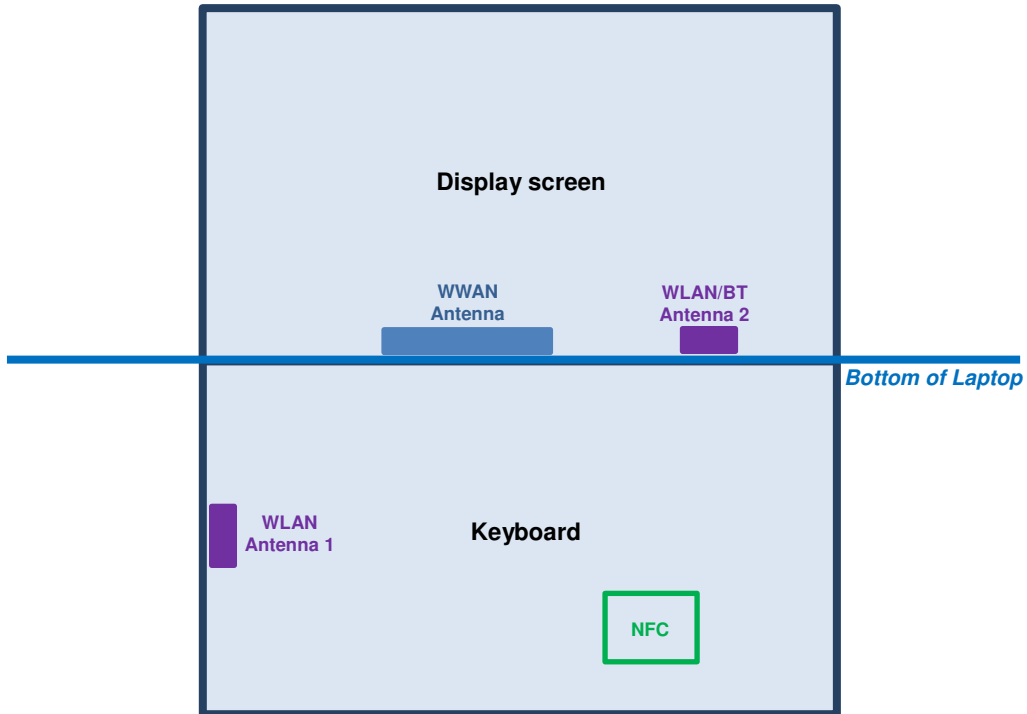 Display screen
WWAN
Antenna
WLAN/BT
Antenna 2
Bottom of Laptop
WLAN
Antenna 1
Keyboard
NFC